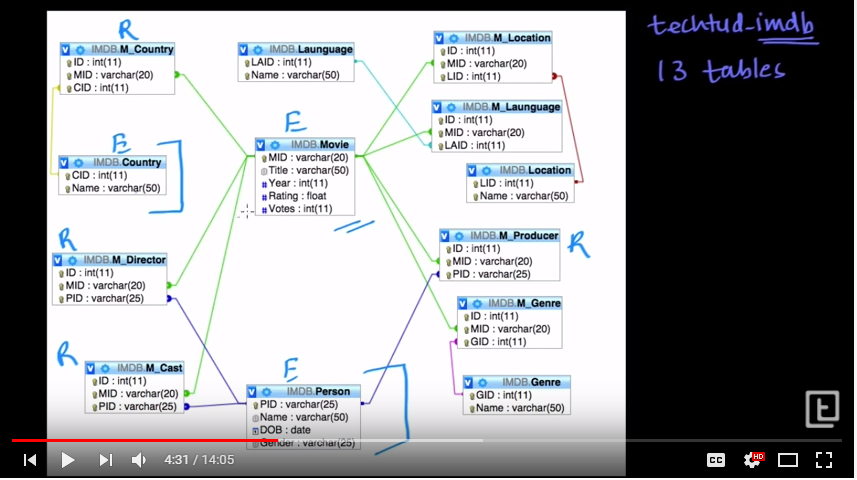 techtud-imdb
13 tables
R
IMDB.M_Country
ID : int(11)
MID : varchar(20)
CID : int(11)
IMDB.Launguage
LAID : int(11)
Name : varchar(50)
IMDB.M_Location
ID : int(11)
MID : varchar(20)
LID : int(11)
IMDB.M_Launguage
ID : int(11)
MID : varchar(20)
LAID : int(11)
E
IMDB.Country
CID : int(11)
Name : varchar(50)
E
IMDB.Movie
MID : varchar(20)
Title : varchar(50)
Year : int(11)
Rating : float
Votes : int(11)
IMDB.Location
LID : int(11)
Name : varchar(50)
R
IMDB.M_Director
ID : int(11)
MID : varchar(20)
PID : varchar(25)
IMDB.M_Producer
ID : int(11)
MID : varchar(20)
PID : varchar(25)
R
IMDB.M_Genre
ID : int(11)
MID : varchar(20)
GID : int(11)
R
IMDB.M_Cast
ID : int(11)
MID : varchar(20)
PID : varchar(25)
E
IMDB.Person
PID : varchar(25)
Name : varchar(50)
DOB : date
Gender : varchar(25)
IMDB.Genre
GID : int(11)
Name : varchar(50)
4:31 / 14:05
CC
HD